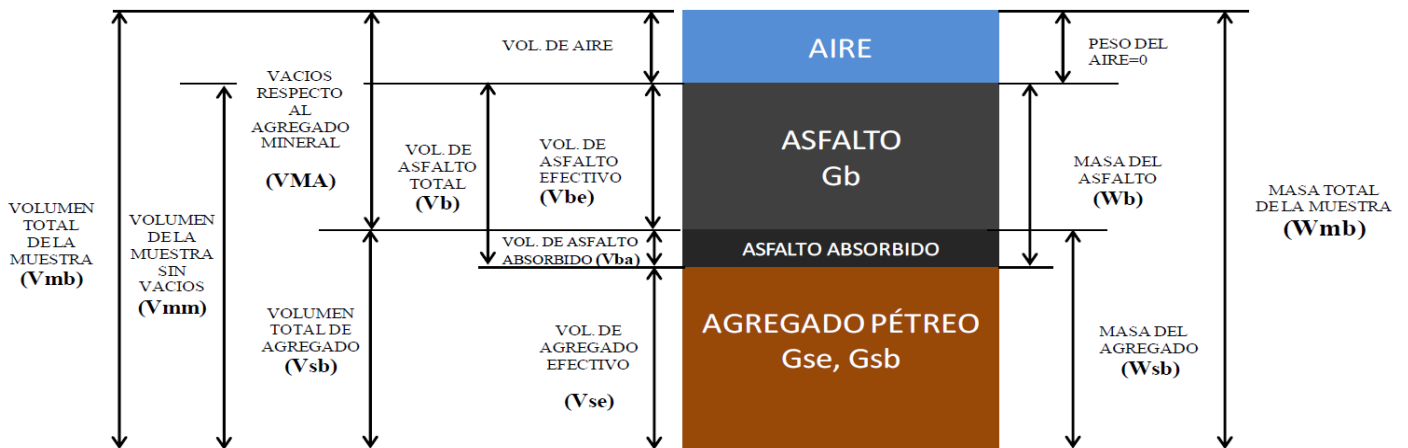 VOLUMEN
TOTAL
DE LA
MUESTRA
(Vmb)
VOLUMEN
DE LA
MUESTRA
SIN
VACIOS
(Vmm)
VACIOS
RESPECTO
AL
AGREGADO
MINERAL
(VMA)
VOLUMEN
TOTAL DE
AGREGADO
(Vsb)
VOL. DE
ASFALTO
TOTAL
(Vb)
VOL. DE AIRE
VOL. DE
ASFALTO
EFECTIVO
(Vbe)
VOL. DE ASFALTO
ABSORBIDO (Vba)
VOL. DE
AGREGADO
EFECTIVO
(Vse)
AIRE
ASFALTO
Gb
ASFALTO ABSORBIDO
AGREGADO PÉTREO
Gse, Gsb
PESO DEL
AIRE=0
MASA DEL
ASFALTO
(Wb)
MASA DEL
AGREGADO
(Wsb)
MASA TOTAL
DE LA MUESTRA
(Wmb)